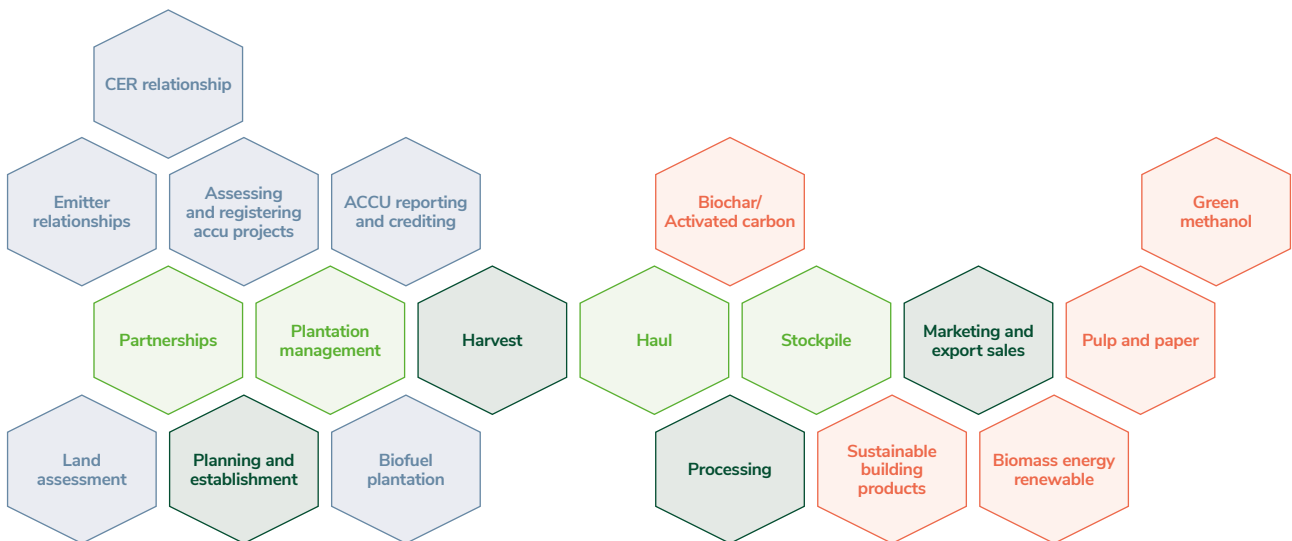 CER relationship
Emitter
relationships
Assessing
and registering
accu projects
ACCU reporting
and crediting
Biochar/
Activated carbon
Green
methanol
Partnerships
Plantation
management
Harvest
Haul
Stockpile
Marketing and
export sales
Pulp and paper
Land
assessment
Planning and
establishment
Biofuel
plantation
Processing
Sustainable
building
products
Biomass energy
renewable